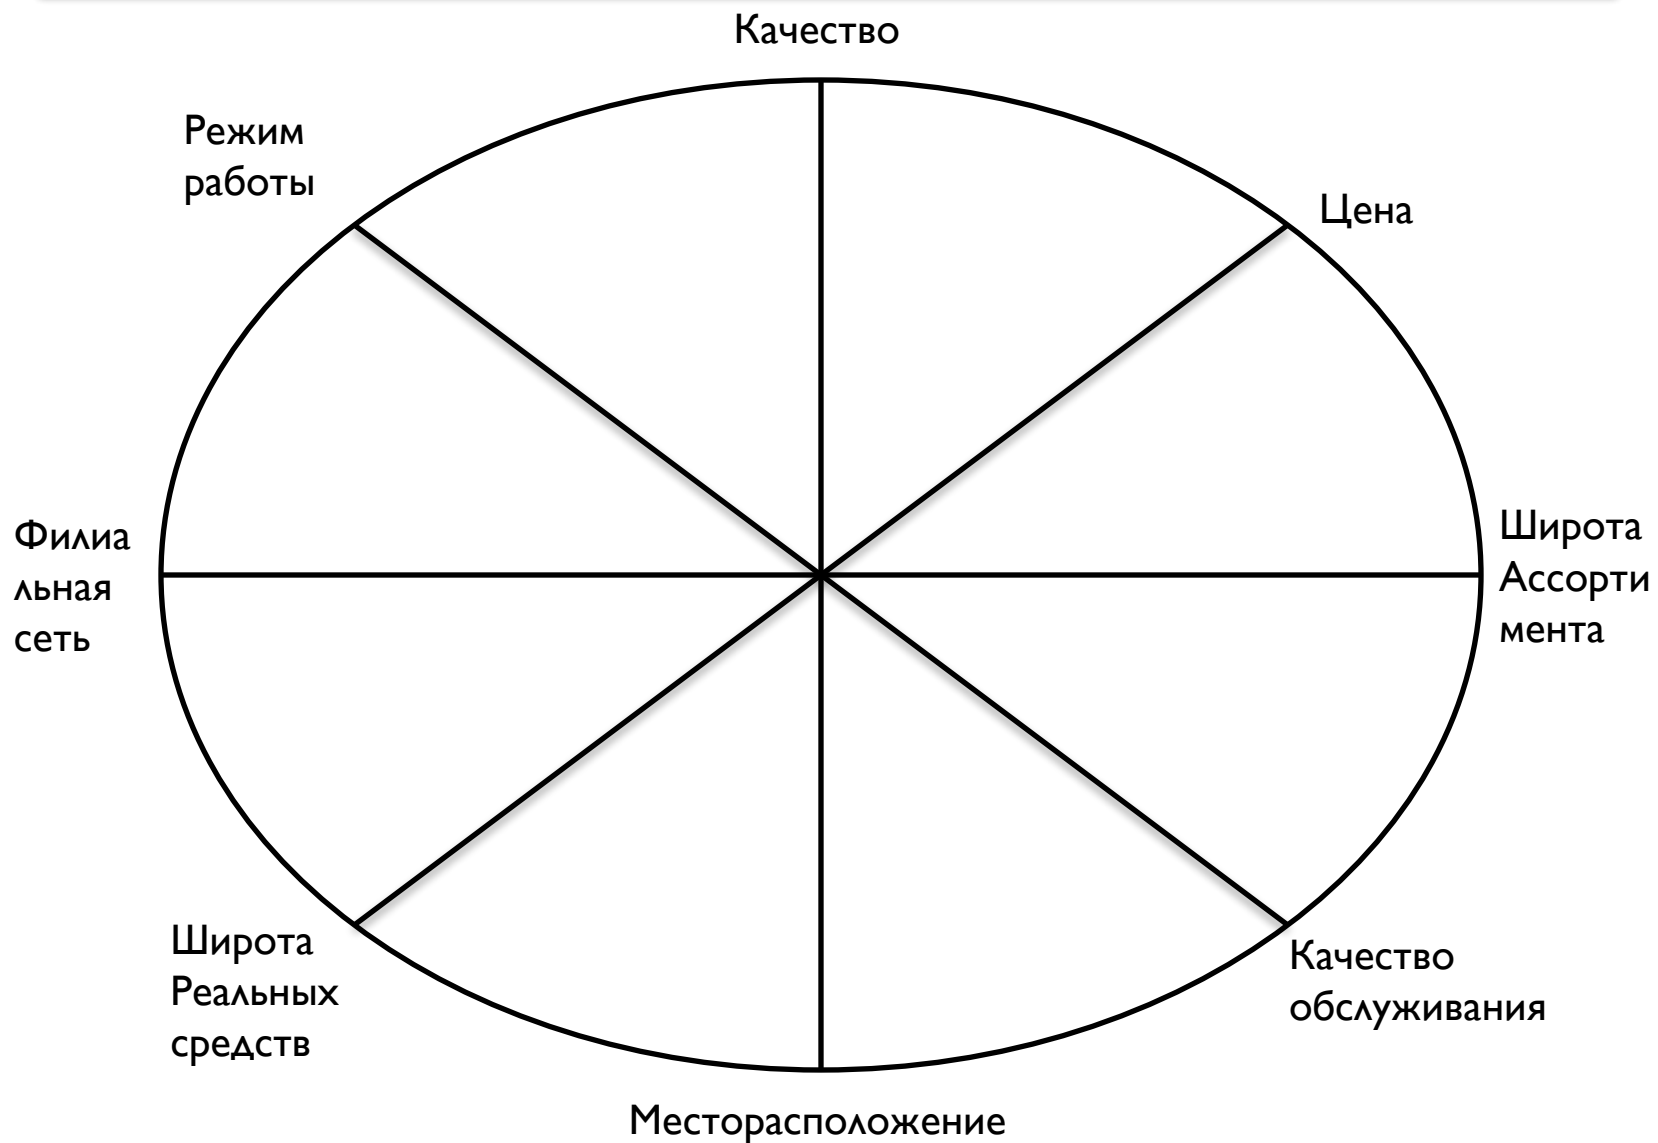 Качество
Режим
работы
Цена
Филиа
льная
сеть
Широта
Ассорти
мента
Широта
Реальных
средств
Качество
обслуживания
Месторасположение